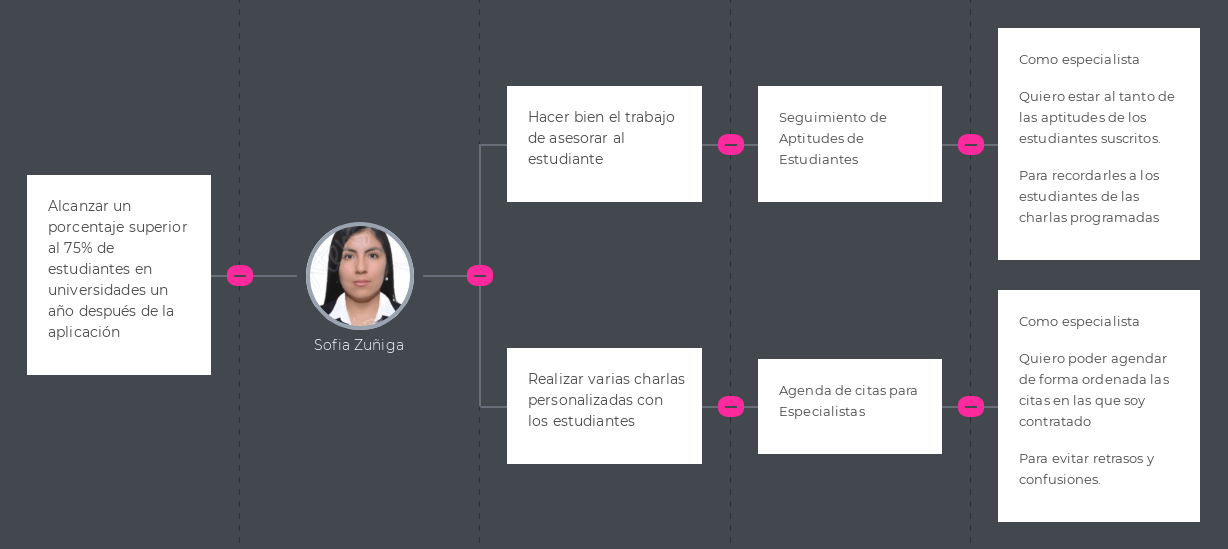 Alcanzar un
porcentaje superior
al 75% de
estudiantes en
universidades un
año después de la
aplicación
Sofia Zuñiga
Hacer bien el trabajo
de asesorar al
estudiante
Seguimiento de
Aptitudes de
Estudiantes
Como especialista
Quiero estar al tanto de
las aptitudes de los
estudiantes suscritos.
Para recordarles a los
estudiantes de las
charlas programadas
Realizar varias charlas
personalizadas con
los estudiantes
Agenda de citas para
Especialistas
Como especialista
Quiero poder agendar
de forma ordenada las
citas en las que soy
contratado
Para evitar retrasos y
confusiones.